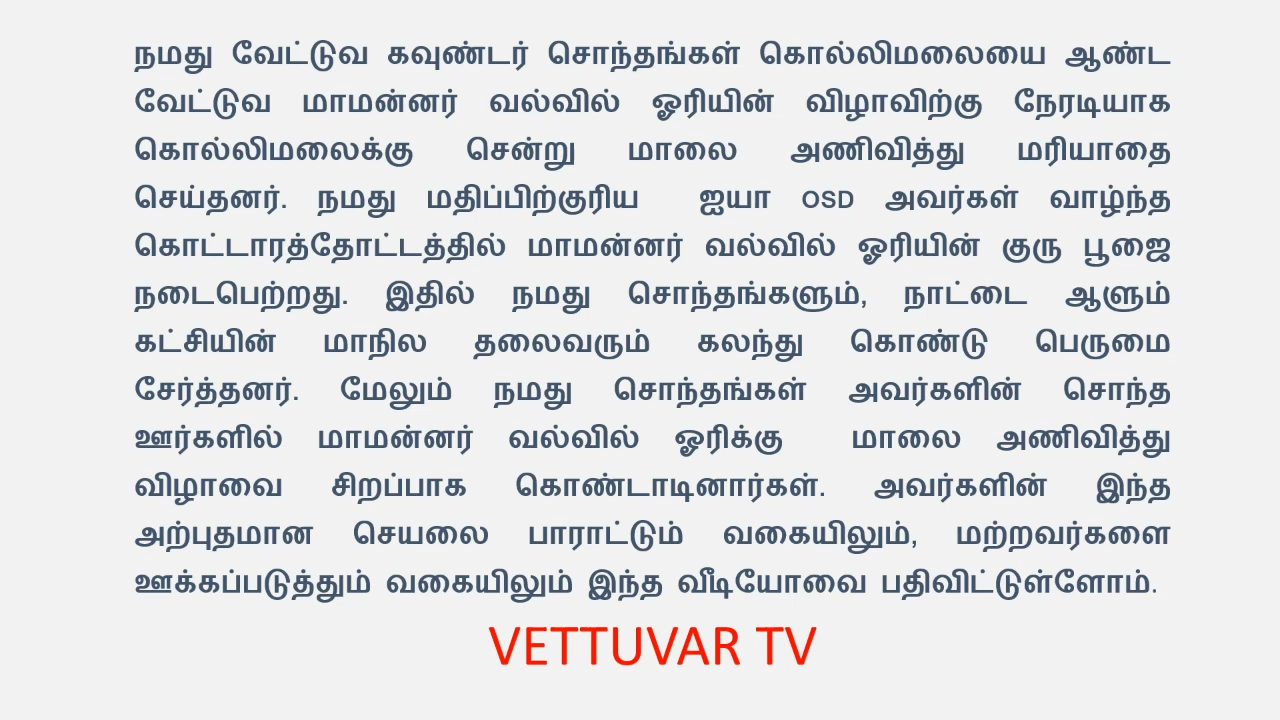 நமது வேட்டுவ கவுண்டர் சொந்தங்கள் கொல்லிமலையை ஆண்ட
வேட்டுவ மாமன்னர் வல்வில் ஓரியின் விழாவிற்கு நேரடியாக
கொல்லிமலைக்கு சென்று மாலை அணிவித்து மரியாதை
செய்தனர். நமது மதிப்பிற்குரிய ஐயா OSD அவர்கள் வாழ்ந்த
கொட்டாரத்தோட்டத்தில் மாமன்னர் வல்வில் ஓரியின் குரு பூஜை
நடைபெற்றது. இதில் நமது சொந்தங்களும், நாட்டை ஆளும்
கட்சியின் மாநில தலைவரும் கலந்து கொண்டு பெருமை
சேர்த்தனர். மேலும் நமது சொந்தங்கள் அவர்களின் சொந்த
ஊர்களில் மாமன்னர் வல்வில் ஓரிக்கு மாலை அணிவித்து
விழாவை சிறப்பாக கொண்டாடினார்கள். அவர்களின் இந்த
அற்புதமான செயலை பாராட்டும் வகையிலும், மற்றவர்களை
ஊக்கப்படுத்தும் வகையிலும் இந்த வீடியோவை பதிவிட்டுள்ளோம்.
VETTUVAR TV